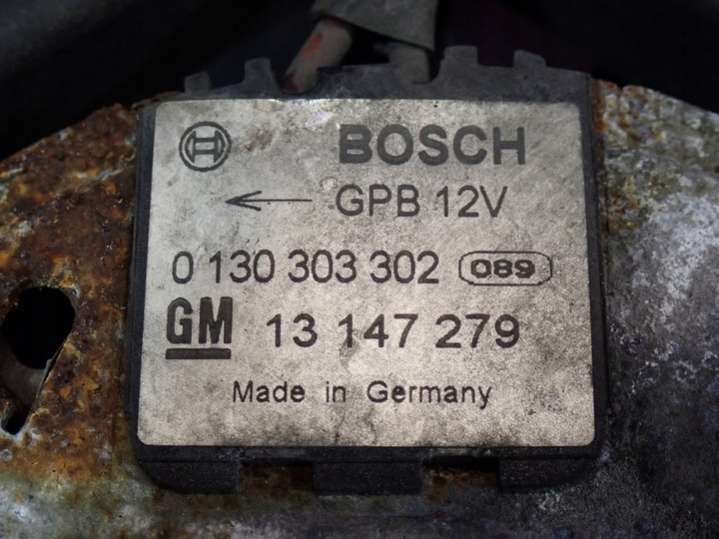 BOSCH
GPB 12V
0 130 303 302 089
GM 13 147 279
Made in Germany